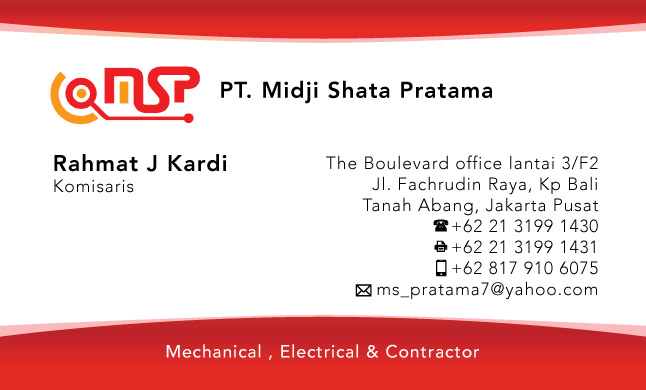 msp
PT. Midji Shata Pratama
Rahmat J Kardi
Komisaris
The Boulevard office lantai 3/F2
Jl. Fachrudin Raya, Kp Bali
Tanah Abang, Jakarta Pusat
+62 21 3199 1430
+62 21 3199 1431
+62 817 910 6075
ms_pratama7@yahoo.com
Mechanical , Electrical & Contractor